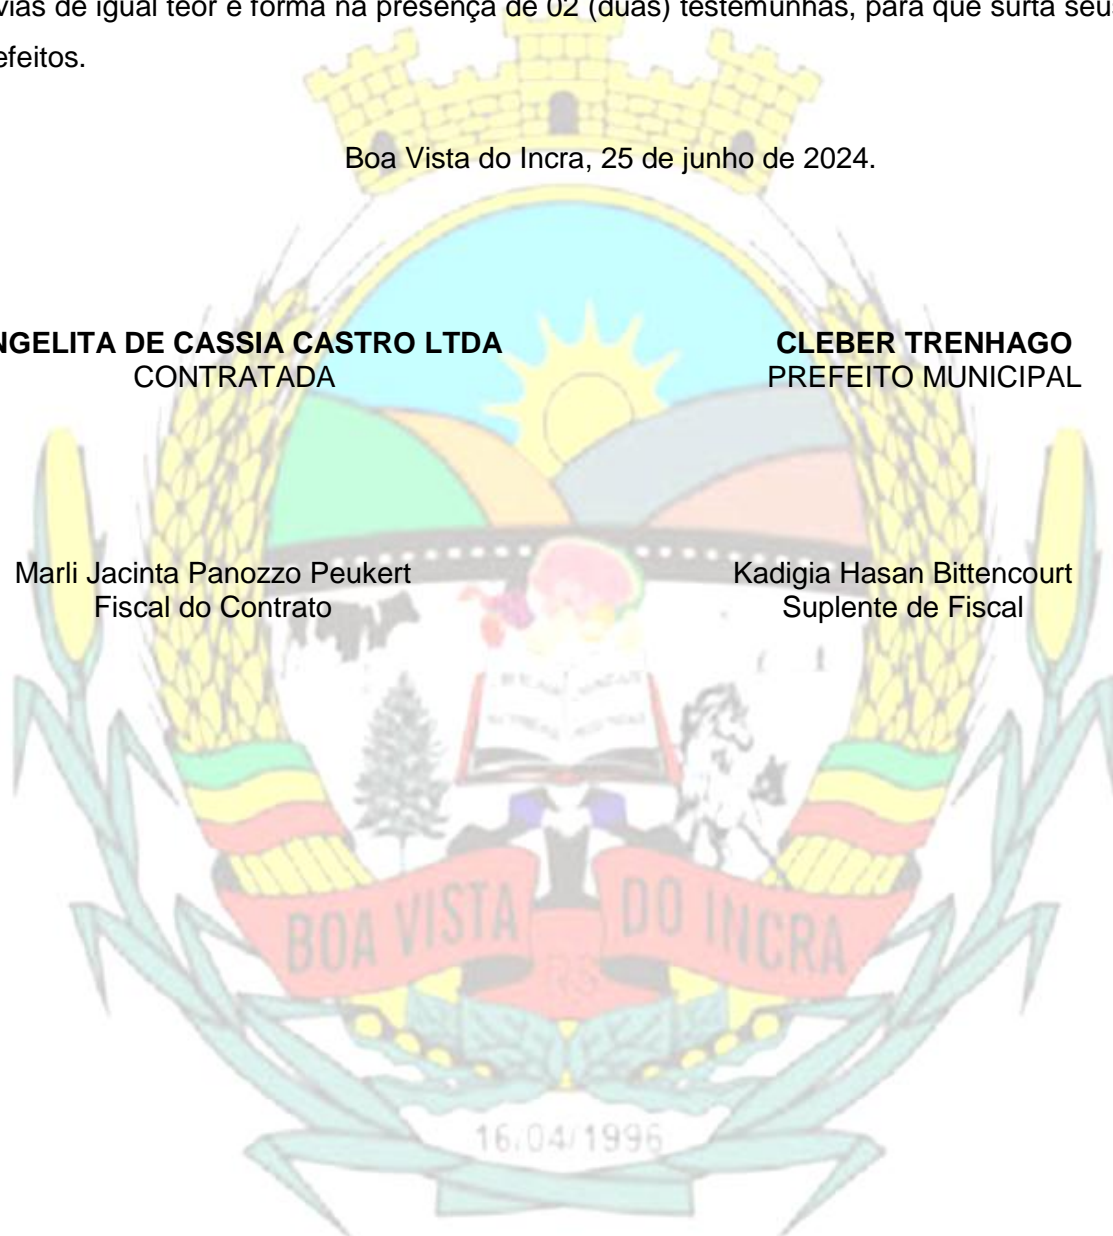 vias de igual teor e forma na presença de 02 (duas) testemunhas, para que surta seus
efeitos.
Boa Vista do Incra, 25 de junho de 2024.
NGELITA DE CASSIA CASTRO LTDA
CONTRATADA
CLEBER TRENHAGO
PREFEITO MUNICIPAL
Marli Jacinta Panozzo Peukert
Fiscal do Contrato
Kadigia Hasan Bittencourt
Suplente de Fiscal
BOA VISTA DO INCRA
RS
16/04/1996